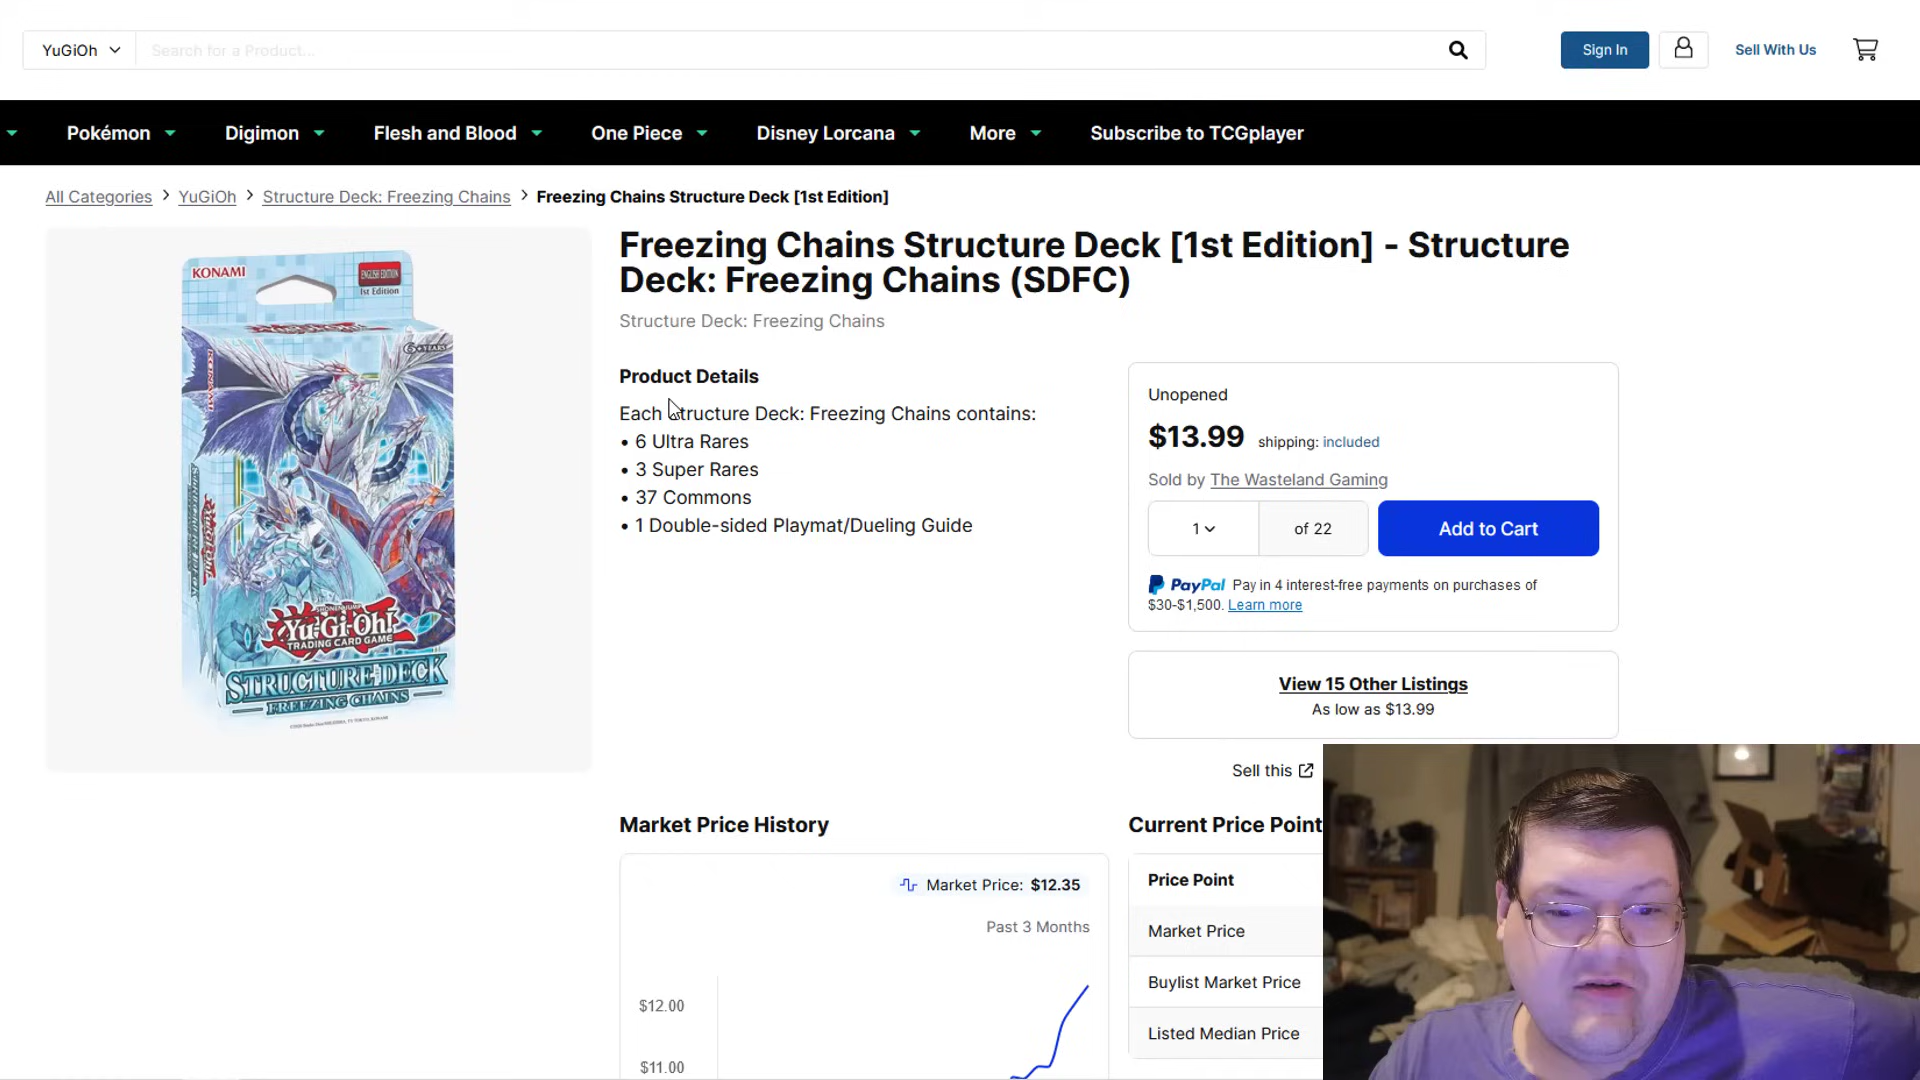 YuGiOh
Search for a Product...
Sign In
Sell With Us
Pokémon
Digimon
Flesh and Blood
One Piece
Disney Lorcana
More
Subscribe to TCGplayer
All Categories > YuGiOh > Structure Deck: Freezing Chains > Freezing Chains Structure Deck [1st Edition]
KONAMI
ENGLISH EDITION
1st Edition
6+ YEARS
KONAMI
SHONEN JUMP
Yu-Gi-Oh!
TRADING CARD GAME
STRUCTURE DECK
FREEZING CHAINS
Freezing Chains Structure Deck [1st Edition] - Structure
Deck: Freezing Chains (SDFC)
Structure Deck: Freezing Chains
Product Details
Each Structure Deck: Freezing Chains contains:
• 6 Ultra Rares
• 3 Super Rares
• 37 Commons
• 1 Double-sided Playmat/Dueling Guide
Unopened
$13.99 shipping: included
Sold by The Wasteland Gaming
1
of 22
Add to Cart
PayPal Pay in 4 interest-free payments on purchases of
$30-$1,500. Learn more
View 15 Other Listings
As low as $13.99
Sell this
Market Price History
Market Price: $12.35
Past 3 Months
$12.00
$11.00
Current Price Point
Price Point
Market Price
Buylist Market Price
Listed Median Price